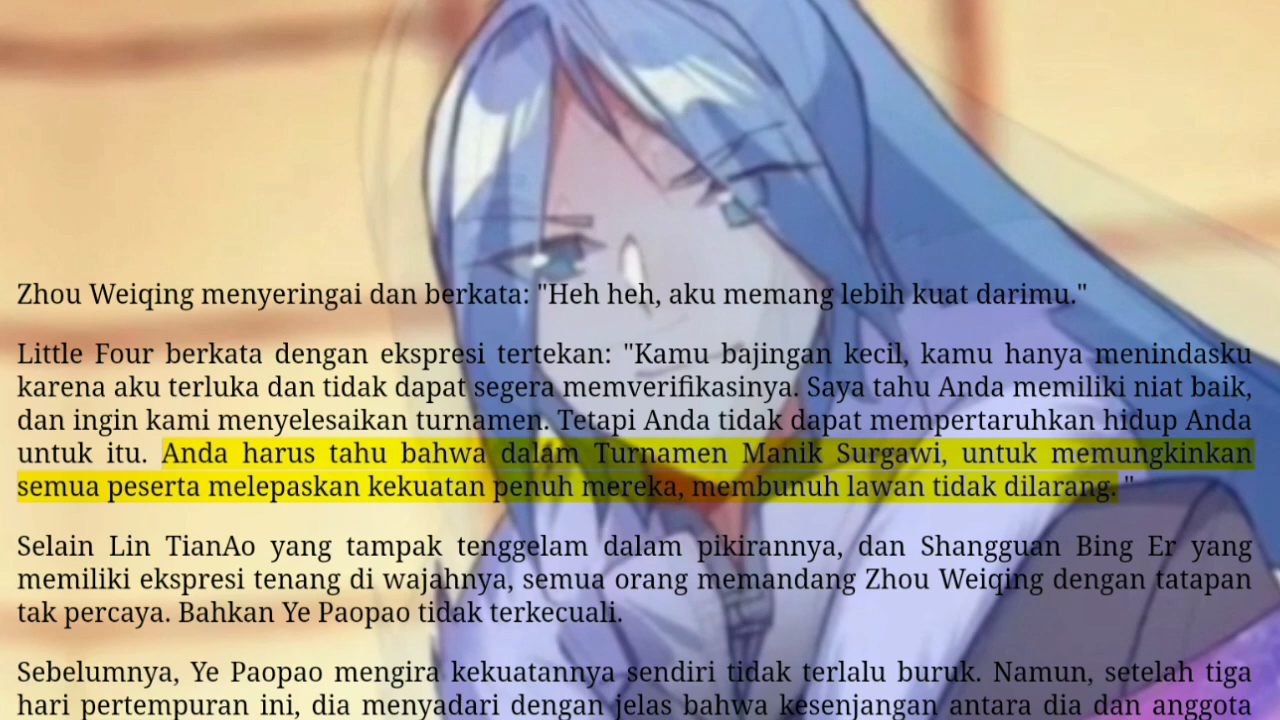 Zhou Weiqing menyeringai dan berkata: "Heh heh, aku memang lebih kuat darimu."
Little Four berkata dengan ekspresi tertekan: "Kamu bajingan kecil, kamu hanya menindasku
karena aku terluka dan tidak dapat segera memverifikasinya. Saya tahu Anda memiliki niat baik,
dan ingin kami menyelesaikan turnamen. Tetapi Anda tidak dapat mempertaruhkan hidup Anda
untuk itu. Anda harus tahu bahwa dalam Turnamen Manik Surgawi, untuk memungkinkan
semua peserta melepaskan kekuatan penuh mereka, membunuh lawan tidak dilarang. "
Selain Lin TianAo yang tampak tenggelam dalam pikirannya, dan Shangguan Bing Er yang
memiliki ekspresi tenang di wajahnya, semua orang memandang Zhou Weiqing dengan tatapan
tak percaya. Bahkan Ye Paopao tidak terkecuali.
Sebelumnya, Ye Paopao mengira kekuatannya sendiri tidak terlalu buruk. Namun, setelah tiga
hari pertempuran ini, dia menyadari dengan jelas bahwa kesenjangan antara dia dan anggota